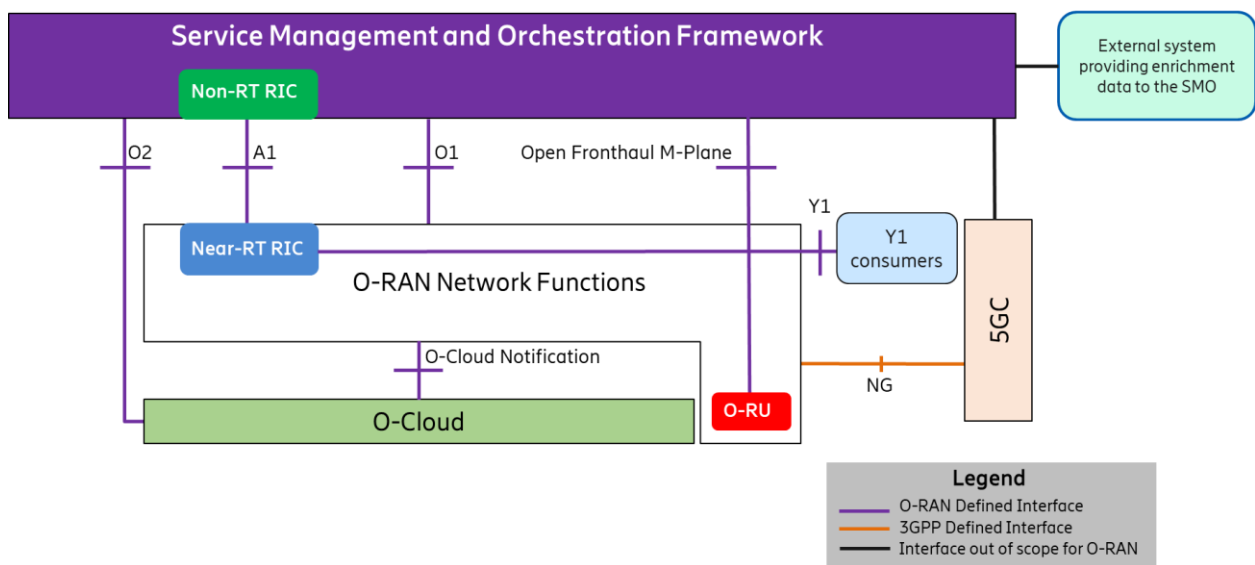 Service Management and Orchestration Framework
External system
providing enrichment
data to the SMO
Non-RT RIC
O2
A1
O1
Open Fronthaul M-Plane
Y1
Near-RT RIC
Y1
consumers
O-RAN Network Functions
5GC
O-Cloud Notification
NG
O-RU
O-Cloud
Legend
O-RAN Defined Interface
3GPP Defined Interface
Interface out of scope for O-RAN